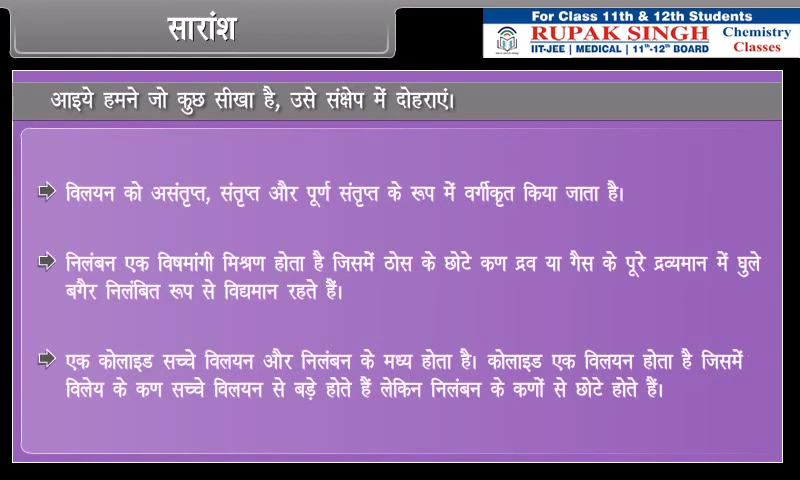 सारांश
For Class 11th & 12th Students
RUPAK SINGH
IIT-JEE | MEDICAL | 11th-12th BOARD
Chemistry
Classes
आइये हमने जो कुछ सीखा है, उसे संक्षेप में दोहराएं।
विलयन को असंतृप्त, संतृप्त और पूर्ण संतृप्त के रूप में वर्गीकृत किया जाता है।
निलंबन एक विषमांगी मिश्रण होता है जिसमें ठोस के छोटे कण द्रव या गैस के पूरे द्रव्यमान में घुले
बगैर निलंबित रूप से विद्यमान रहते हैं।
एक कोलाइड सच्चे विलयन और निलंबन के मध्य होता है। कोलाइड एक विलयन होता है जिसमें
विलेय के कण सच्चे विलयन से बड़े होते हैं लेकिन निलंबन के कणों से छोटे होते हैं।